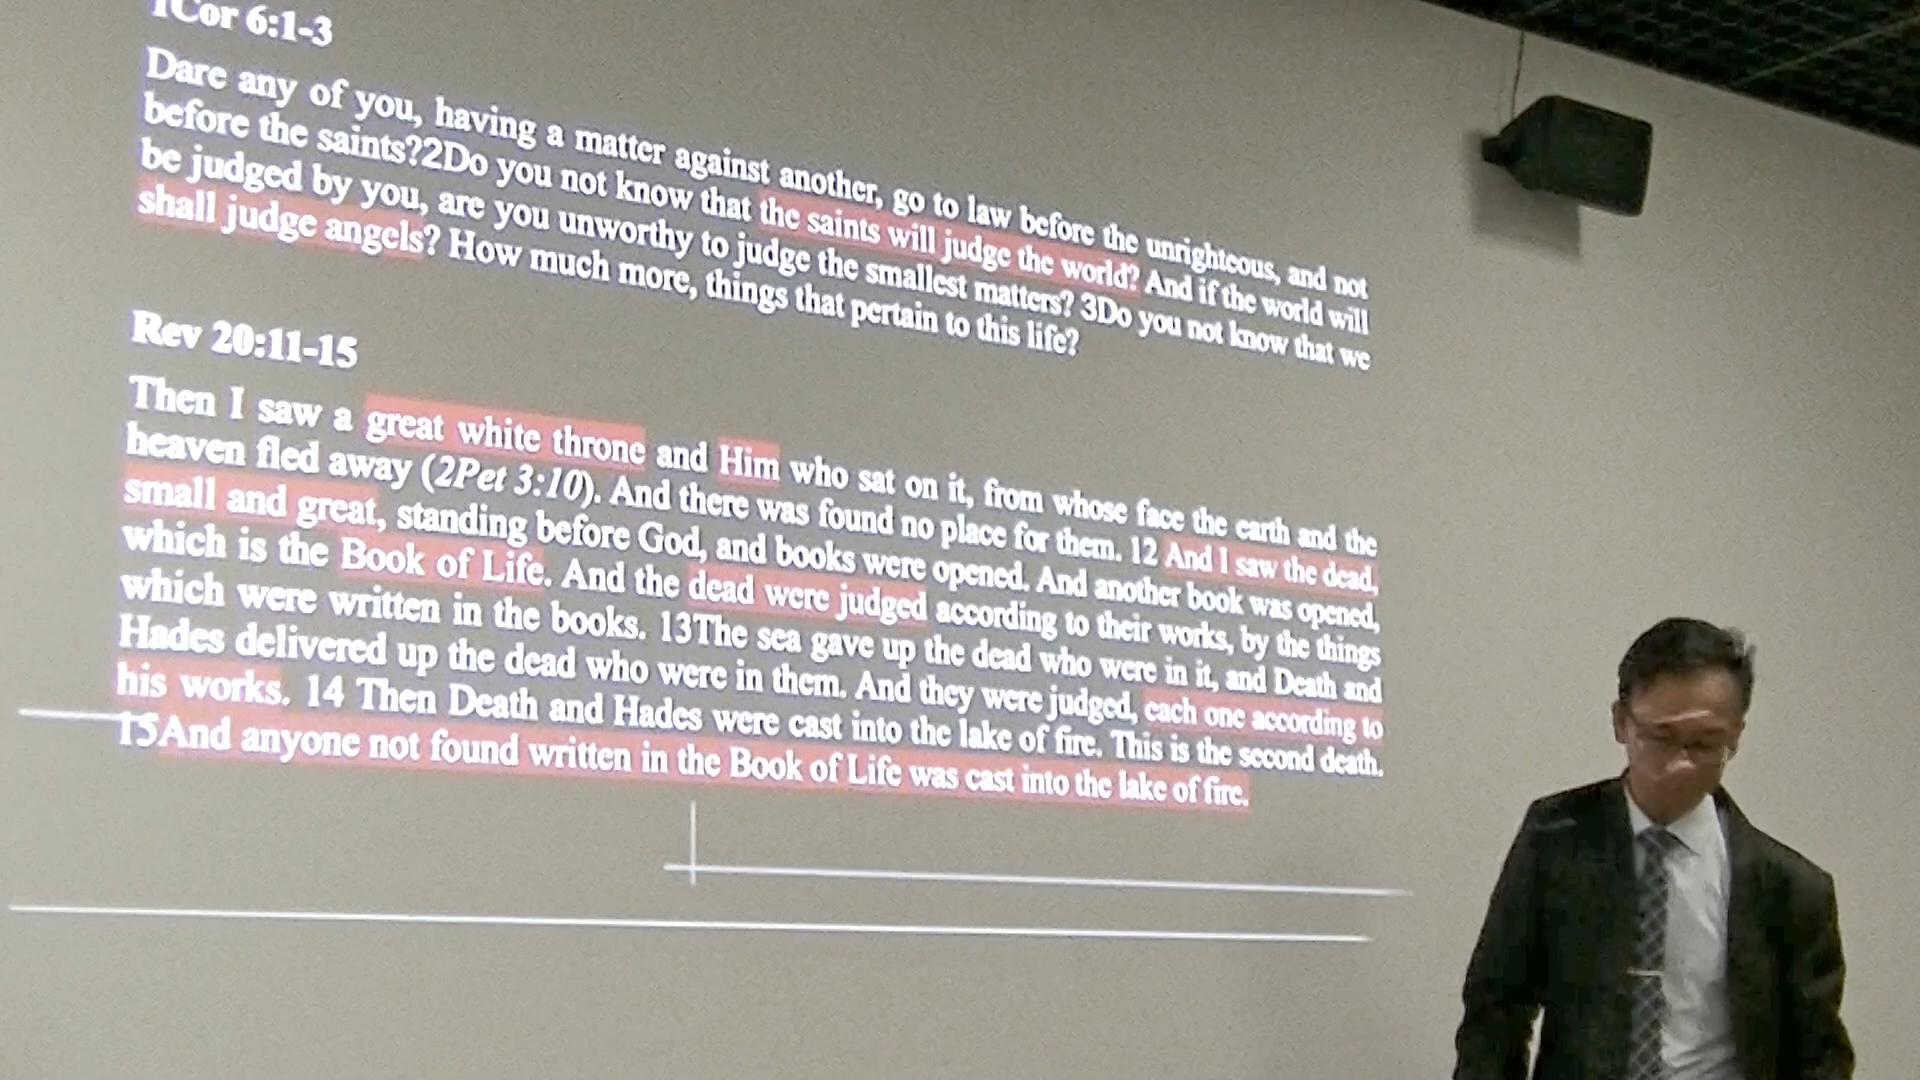 1Cor 6:1-3
Dare any of you, having a matter against another, go to law before the unrighteous, and not
before the saints?2Do you not know that the saints will judge the world? And if the world will
be judged by you, are you unworthy to judge the smallest matters? 3Do you not know that we
shall judge angels? How much more, things that pertain to this life?
Rev 20:11-15
Then I saw a great white throne and Him who sat on it, from whose face the earth and the
heaven fled away (2Pet 3:10). And there was found no place for them. 12 And I saw the dead,
small and great, standing before God, and books were opened. And another book was opened,
which is the Book of Life. And the dead were judged according to their works, by the things
which were written in the books. 13The sea gave up the dead who were in it, and Death and
Hades delivered up the dead who were in them. And they were judged, each one according to
his works. 14 Then Death and Hades were cast into the lake of fire. This is the second death.
15And anyone not found written in the Book of Life was cast into the lake of fire.